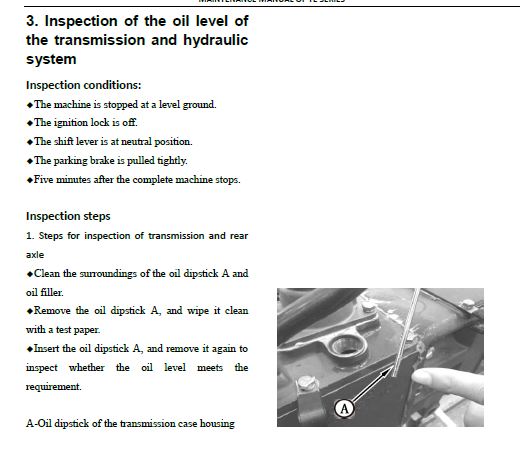 MAINTENANCE MANUAL OF TE SERIES
3. Inspection of the oil level of
the transmission and hydraulic
system
Inspection conditions:
◆The machine is stopped at a level ground.
◆The ignition lock is off.
◆The shift lever is at neutral position.
◆The parking brake is pulled tightly.
◆Five minutes after the complete machine stops.
Inspection steps
1. Steps for inspection of transmission and rear
axle
◆Clean the surroundings of the oil dipstick A and
oil filler.
◆Remove the oil dipstick A, and wipe it clean
with a test paper.
◆Insert the oil dipstick A, and remove it again to
inspect whether the oil level meets the
requirement.
A-Oil dipstick of the transmission case housing
A